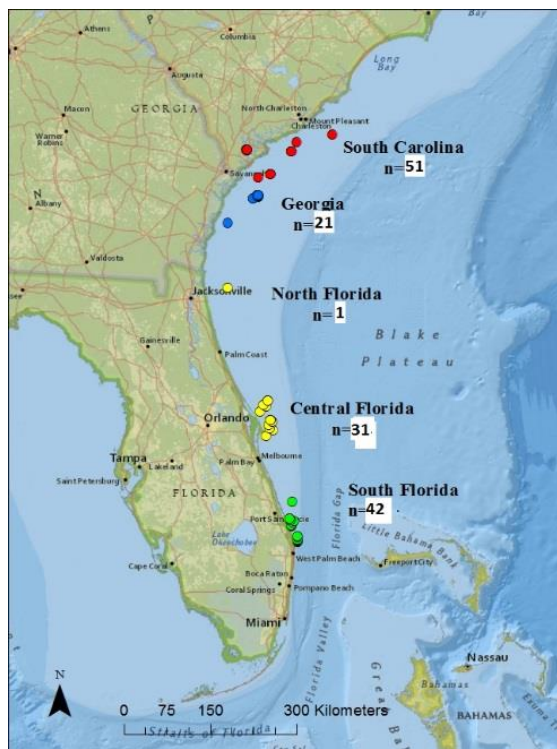 Athens
Columbia
Bay
Long
Bay
Augusta
GEORGIA
Macon
North Charleston
Mount Pleasant
Charleston
Warner
Robins
South Carolina
n=51
Savannah
N
Albany
Georgia
n=21
Valdosta
Jacksonville
North Florida
n=1
Blake
Plateau
Gainesville
Palm Coast
Orlando
Central Florida
n=31
Tampa
Lakeland
Palm Bay
Melbourne
Saint Petersburg
FLORIDA
South Florida
n=42
Port Saint Lucie
Florida Gap
Lake
Okeechobee
Little Bahama Bank
West Palm Beach
Cape Coral
Freeport City
Boca Raton
Coral Springs
Pompano Beach
Miami
Florida Valley
N
Nassau
Bahamas
BAHAMAS
Exuma
0 75 150 300 Kilometers
Straits of Florida